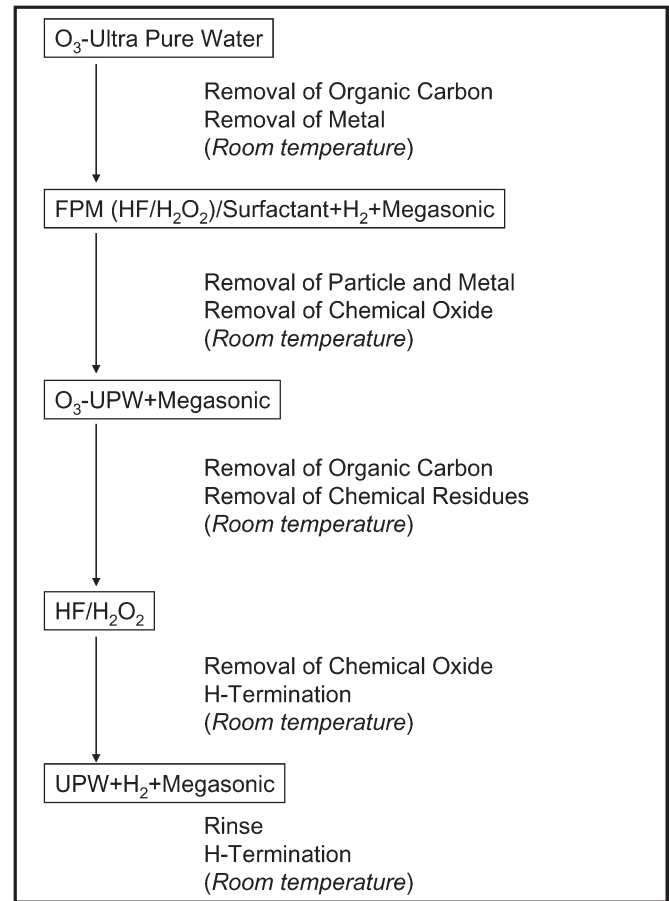 O₃-Ultra Pure Water
Removal of Organic Carbon
Removal of Metal
(Room temperature)
FPM (HF/H₂O₂)/Surfactant+H₂+Megasonic
Removal of Particle and Metal
Removal of Chemical Oxide
(Room temperature)
O₃-UPW+Megasonic
Removal of Organic Carbon
Removal of Chemical Residues
(Room temperature)
HF/H₂O₂
Removal of Chemical Oxide
H-Termination
(Room temperature)
UPW+H₂+Megasonic
Rinse
H-Termination
(Room temperature)